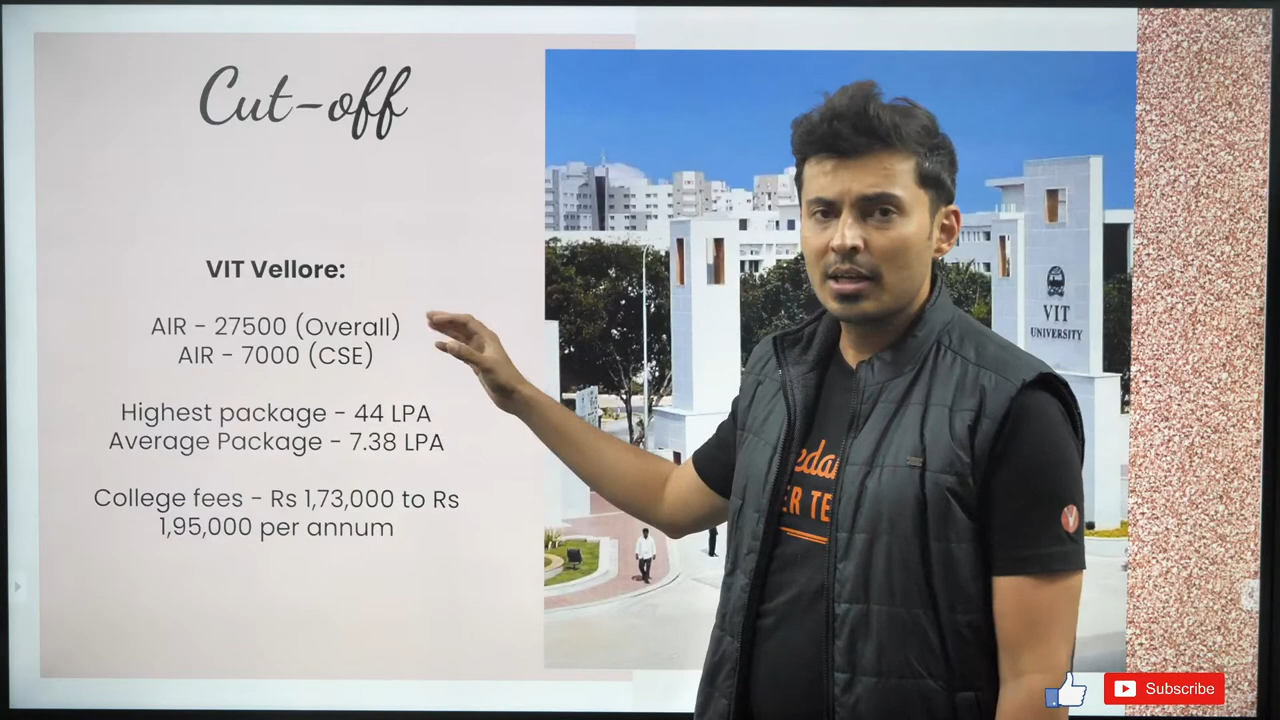 Cut-off
VIT Vellore:
AIR - 27500 (Overall)
AIR - 7000 (CSE)
Highest package - 44 LPA
Average Package - 7.38 LPA
College fees - Rs 1,73,000 to Rs
1,95,000 per annum
VIT
UNIVERSITY
V
Subscribe